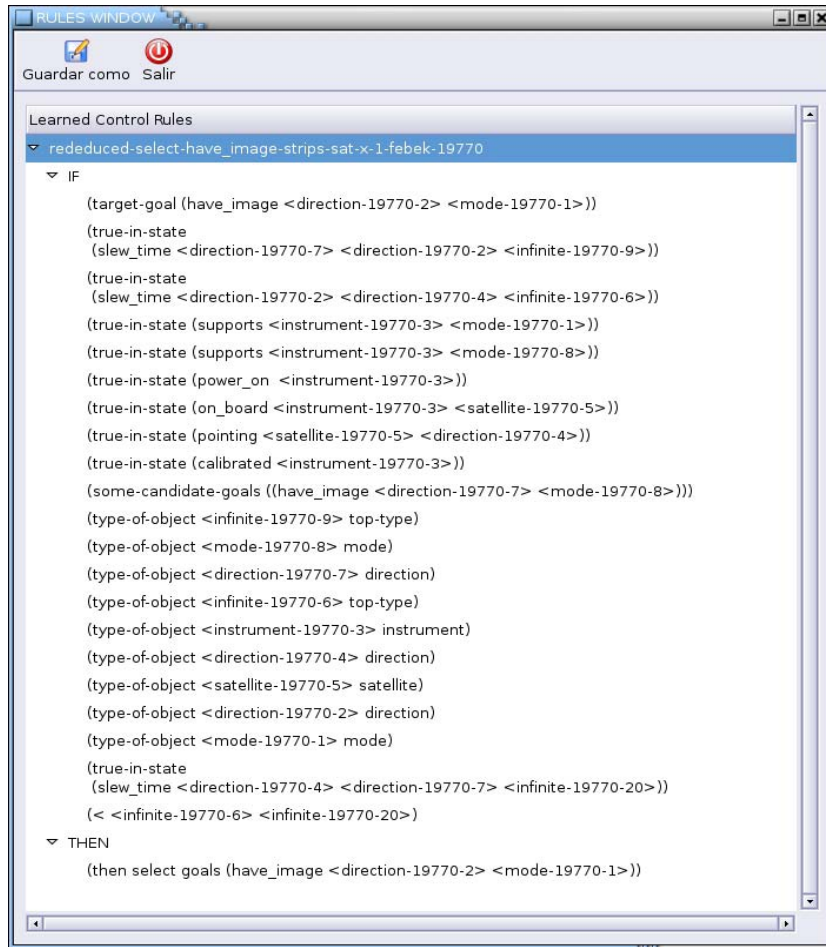 RULES WINDOW
Guardar como Salir
Learned Control Rules
rededuced-select-have_image-strips-sat-x-1-febek-19770
IF
(target-goal (have_image <direction-19770-2> <mode-19770-1>))
(true-in-state
(slew_time <direction-19770-7> <direction-19770-2> <infinite-19770-9>))
(true-in-state
(slew_time <direction-19770-2> <direction-19770-4> <infinite-19770-6>))
(true-in-state (supports <instrument-19770-3> <mode-19770-1>))
(true-in-state (supports <instrument-19770-3> <mode-19770-8>))
(true-in-state (power_on <instrument-19770-3>))
(true-in-state (on_board <instrument-19770-3> <satellite-19770-5>))
(true-in-state (pointing <satellite-19770-5> <direction-19770-4>))
(true-in-state (calibrated <instrument-19770-3>))
(some-candidate-goals ((have_image <direction-19770-7> <mode-19770-8>)))
(type-of-object <infinite-19770-9> top-type)
(type-of-object <mode-19770-8> mode)
(type-of-object <direction-19770-7> direction)
(type-of-object <infinite-19770-6> top-type)
(type-of-object <instrument-19770-3> instrument)
(type-of-object <direction-19770-4> direction)
(type-of-object <satellite-19770-5> satellite)
(type-of-object <direction-19770-2> direction)
(type-of-object <mode-19770-1> mode)
(true-in-state
(slew_time <direction-19770-4> <direction-19770-7> <infinite-19770-20>))
(< <infinite-19770-6> <infinite-19770-20>)
THEN
(then select goals (have_image <direction-19770-2> <mode-19770-1>))